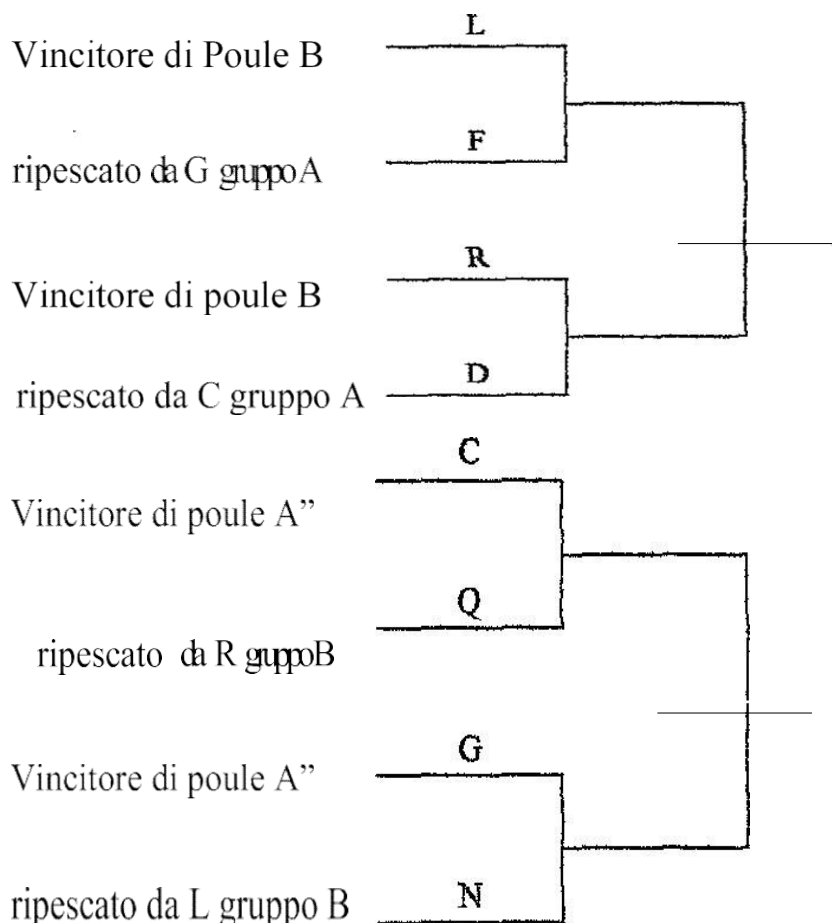 L
Vincitore di Poule B
F
ripescato da G gruppo A
R
Vincitore di poule B
D
ripescato da C gruppo A
C
Vincitore di poule A”
Q
ripescato da R gruppo B
G
Vincitore di poule A”
N
ripescato da L gruppo B